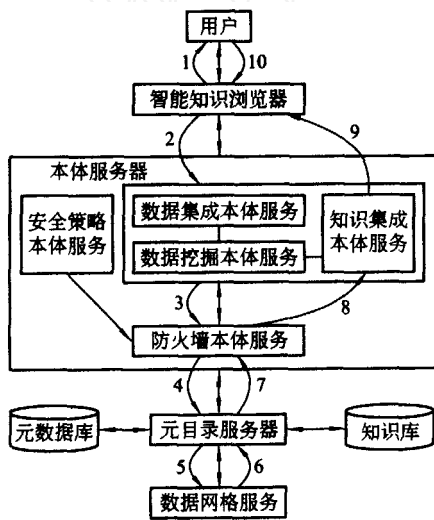 用户
1
10
智能知识浏览器
2
9
本体服务器
安全策略
本体服务
数据集成本体服务
数据挖掘本体服务
知识集成
本体服务
3
8
防火墙本体服务
4
7
元数据库
元目录服务器
知识库
5
6
数据网格服务